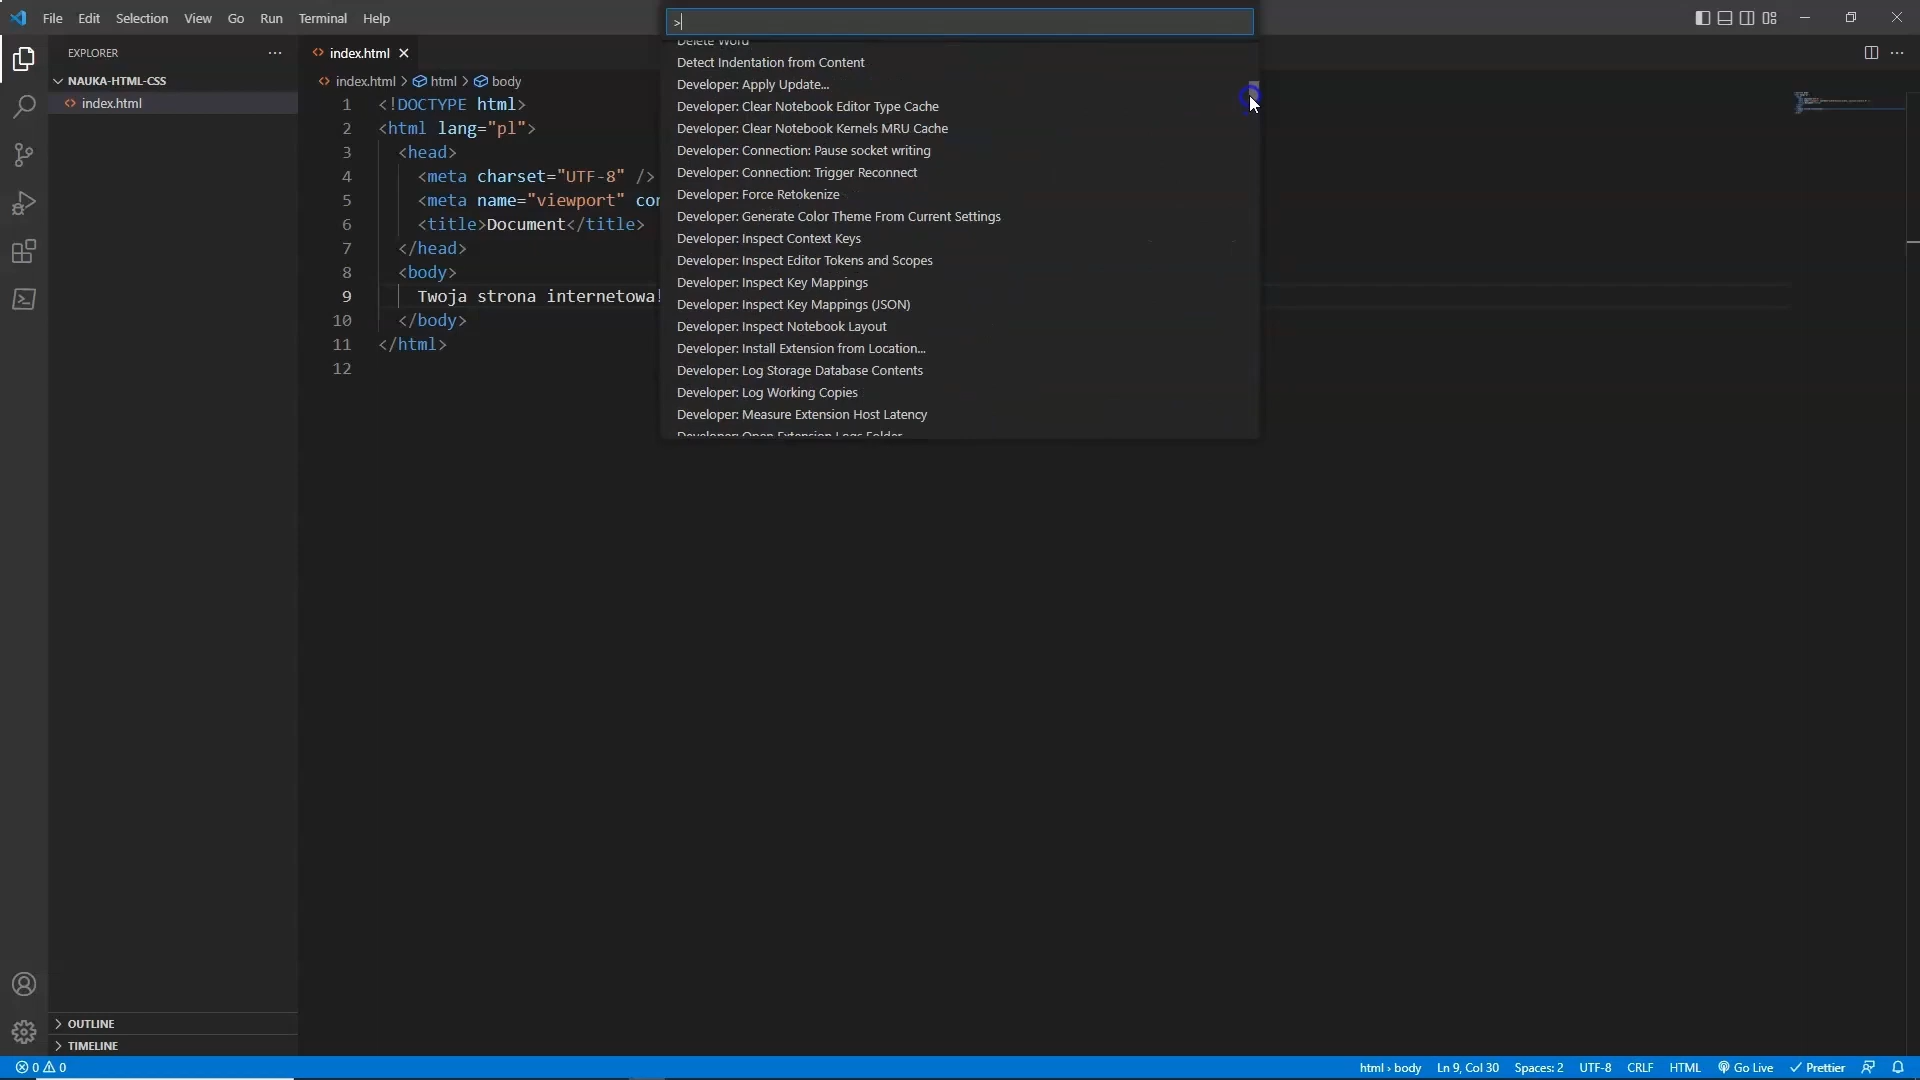 File Edit Selection View Go Run Terminal Help
>
EXPLORER
NAUKA-HTML-CSS
index.html
OUTLINE
TIMELINE
index.html
index.html > html > body
1 <!DOCTYPE html>
2 <html lang="pl">
3 <head>
4 <meta charset="UTF-8" />
5 <meta name="viewport" con
6 <title>Document</title>
7 </head>
8 <body>
9 Twoja strona internetowa!
10 </body>
11 </html>
12
Delete Word
Detect Indentation from Content
Developer: Apply Update...
Developer: Clear Notebook Editor Type Cache
Developer: Clear Notebook Kernels MRU Cache
Developer: Connection: Pause socket writing
Developer: Connection: Trigger Reconnect
Developer: Force Retokenize
Developer: Generate Color Theme From Current Settings
Developer: Inspect Context Keys
Developer: Inspect Editor Tokens and Scopes
Developer: Inspect Key Mappings
Developer: Inspect Key Mappings (JSON)
Developer: Inspect Notebook Layout
Developer: Install Extension from Location...
Developer: Log Storage Database Contents
Developer: Log Working Copies
Developer: Measure Extension Host Latency
Developer: Open Extension Logs Folder
0 0 html › body Ln 9, Col 30 Spaces: 2 UTF-8 CRLF HTML Go Live Prettier